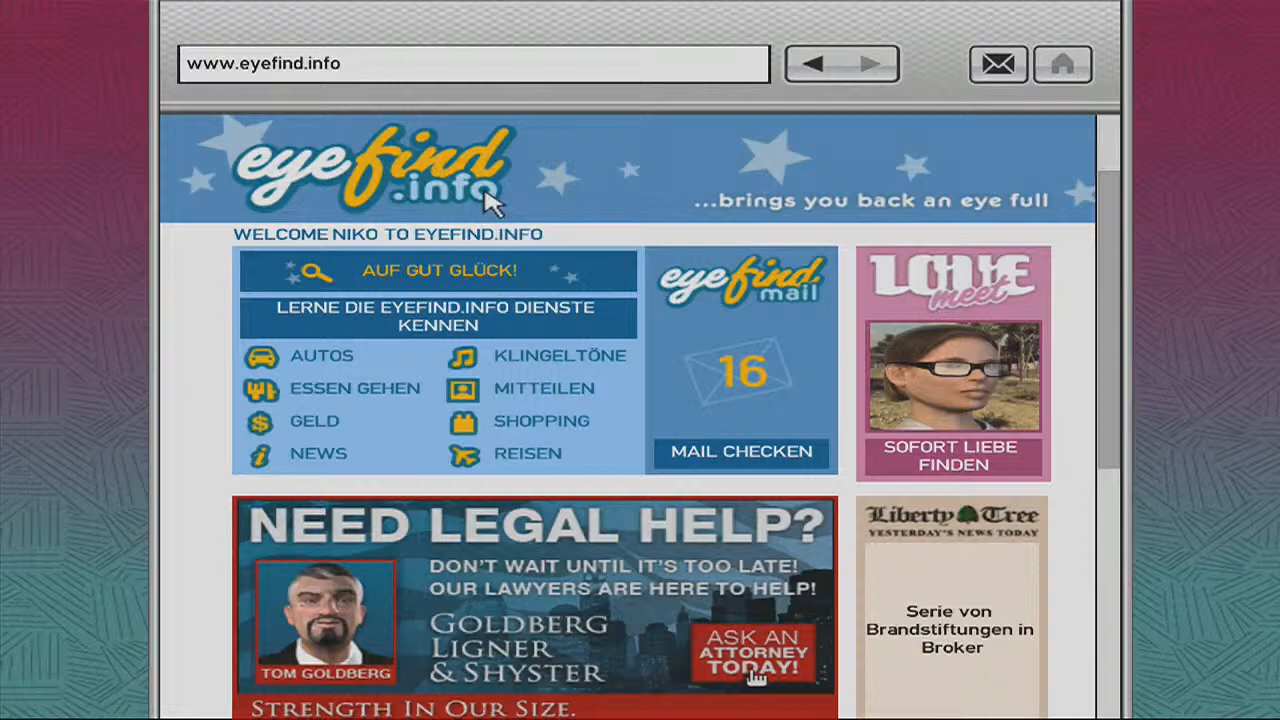 www.eyefind.info
eyefind
.info
...brings you back an eye full
WELCOME NIKO TO EYEFIND.INFO
AUF GUT GLÜCK!
LERNE DIE EYEFIND.INFO DIENSTE
KENNEN
AUTOS
KLINGELTÖNE
ESSEN GEHEN
MITTEILEN
GELD
SHOPPING
NEWS
REISEN
eyefind
mail
16
MAIL CHECKEN
LOVE
meet
SOFORT LIEBE
FINDEN
NEED LEGAL HELP?
DON'T WAIT UNTIL IT'S TOO LATE!
OUR LAWYERS ARE HERE TO HELP!
GOLDBERG
LIGNER
& SHYSTER
ASK AN
ATTORNEY
TODAY!
TOM GOLDBERG
STRENGTH IN OUR SIZE.
Liberty Tree
YESTERDAY'S NEWS TODAY
Serie von
Brandstiftungen in
Broker